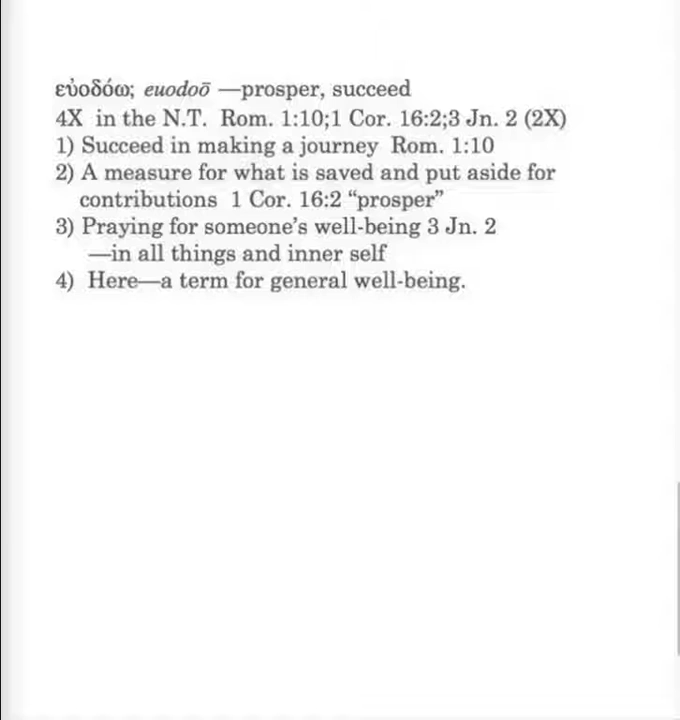 εὐοδόω; euodoō —prosper, succeed
4X in the N.T. Rom. 1:10;1 Cor. 16:2;3 Jn. 2 (2X)
1) Succeed in making a journey Rom. 1:10
2) A measure for what is saved and put aside for
contributions 1 Cor. 16:2 “prosper”
3) Praying for someone’s well-being 3 Jn. 2
—in all things and inner self
4) Here—a term for general well-being.